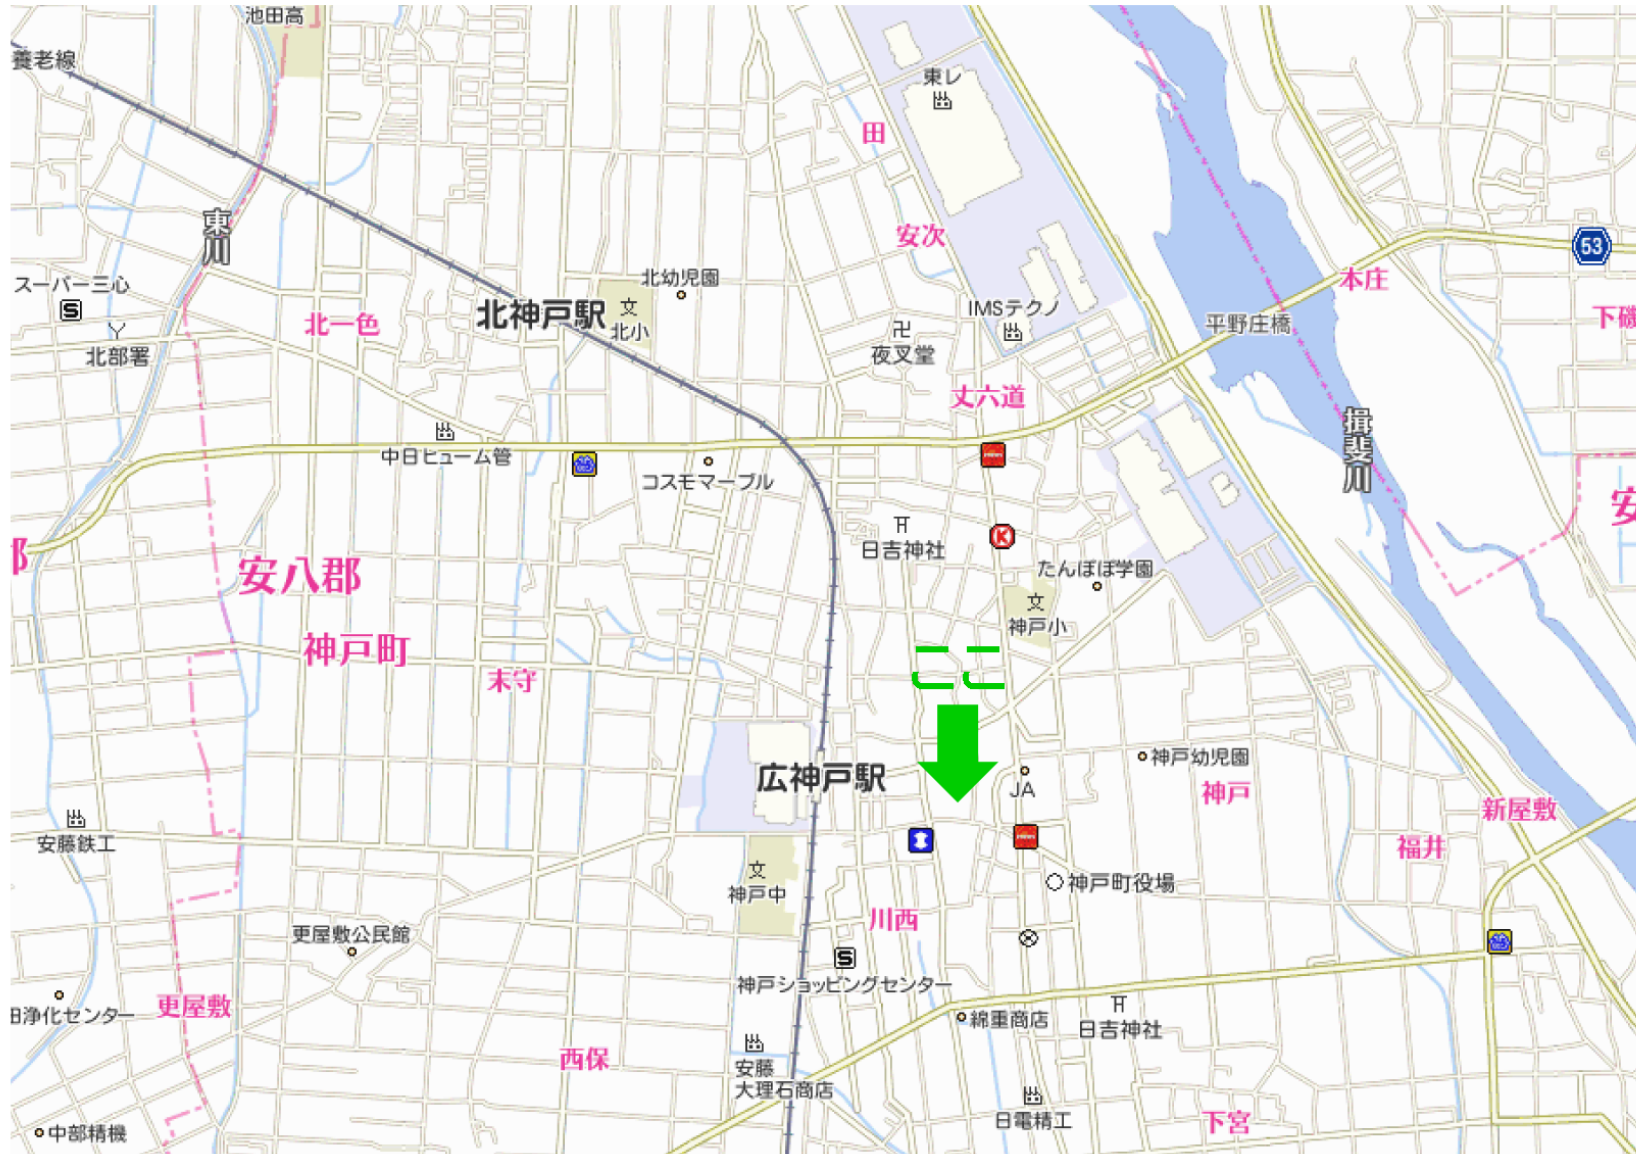 池田高
養老線
東レ
田
東川
安次
53
北幼児園
本庄
スーパー三心
S
文
北神戸駅
北小
IMSテクノ
平野庄橋
下磯
北一色
北部署
夜叉堂
丈六道
揖斐川
中日ヒューム管
コスモマーブル
安
日吉神社
K
郡
安八郡
たんぽぽ学園
文
神戸小
神戸町
末守
ここ
広神戸駅
神戸幼児園
JA
神戸
新屋敷
安藤鉄工
福井
文
神戸中
神戸町役場
川西
更屋敷公民館
S
神戸ショッピングセンター
更屋敷
田浄化センター
綿重商店
日吉神社
西保
安藤
大理石商店
日電精工
下宮
中部精機